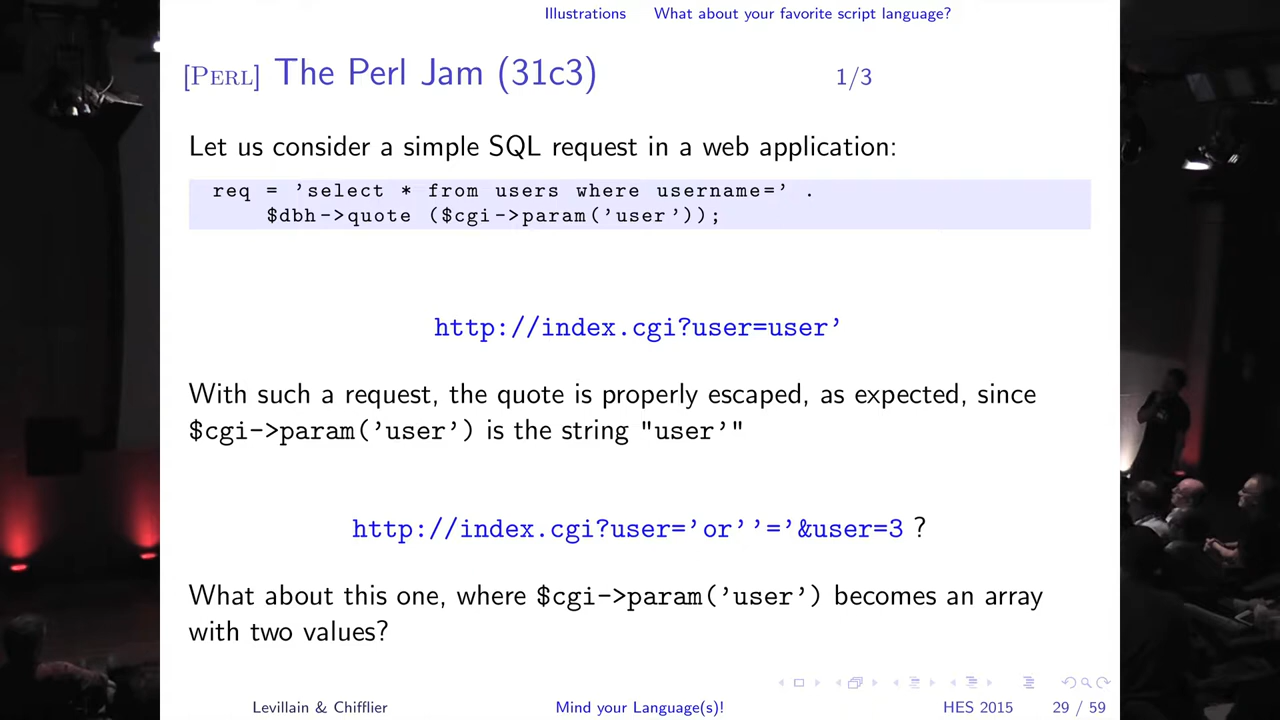 Illustrations What about your favorite script language?
[Perl] The Perl Jam (31c3) 1/3
Let us consider a simple SQL request in a web application:
req = 'select * from users where username=' .
$dbh->quote ($cgi->param('user'));
http://index.cgi?user=user'
With such a request, the quote is properly escaped, as expected, since
$cgi->param('user') is the string "user'"
http://index.cgi?user='or''='&user=3 ?
What about this one, where $cgi->param('user') becomes an array
with two values?
Levillain & Chifflier Mind your Language(s)! HES 2015 29 / 59